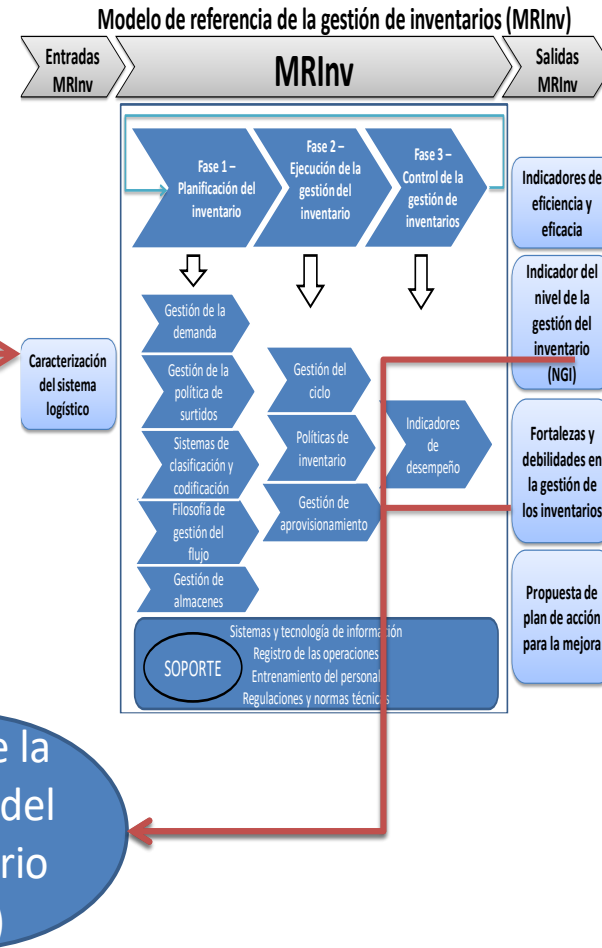 Modelo de referencia de la gestión de inventarios (MRInv)
Entradas
MRInv
MRInv
Salidas
MRInv
Fase 1 –
Planificación del
inventario
Fase 2 –
Ejecución de la
gestión del
inventario
Fase 3 –
Control de la
gestión de
inventarios
Caracterización
del sistema
logístico
Gestión de la
demanda
Gestión de la
política de
surtidos
Sistemas de
clasificación y
codificación
Filosofía de
gestión del
flujo
Gestión de
almacenes
Gestión del
ciclo
Políticas de
inventario
Gestión de
aprovisionamiento
Indicadores
de
desempeño
SOPORTE
Sistemas y tecnología de información
Registro de las operaciones
Entrenamiento del personal
Regulaciones y normas técnicas
Indicadores de
eficiencia y
eficacia
Indicador del
nivel de la
gestión del
inventario
(NGI)
Fortalezas y
debilidades en
la gestión de
los inventarios
Propuesta de
plan de acción
para la mejora
e la
del
rio
)